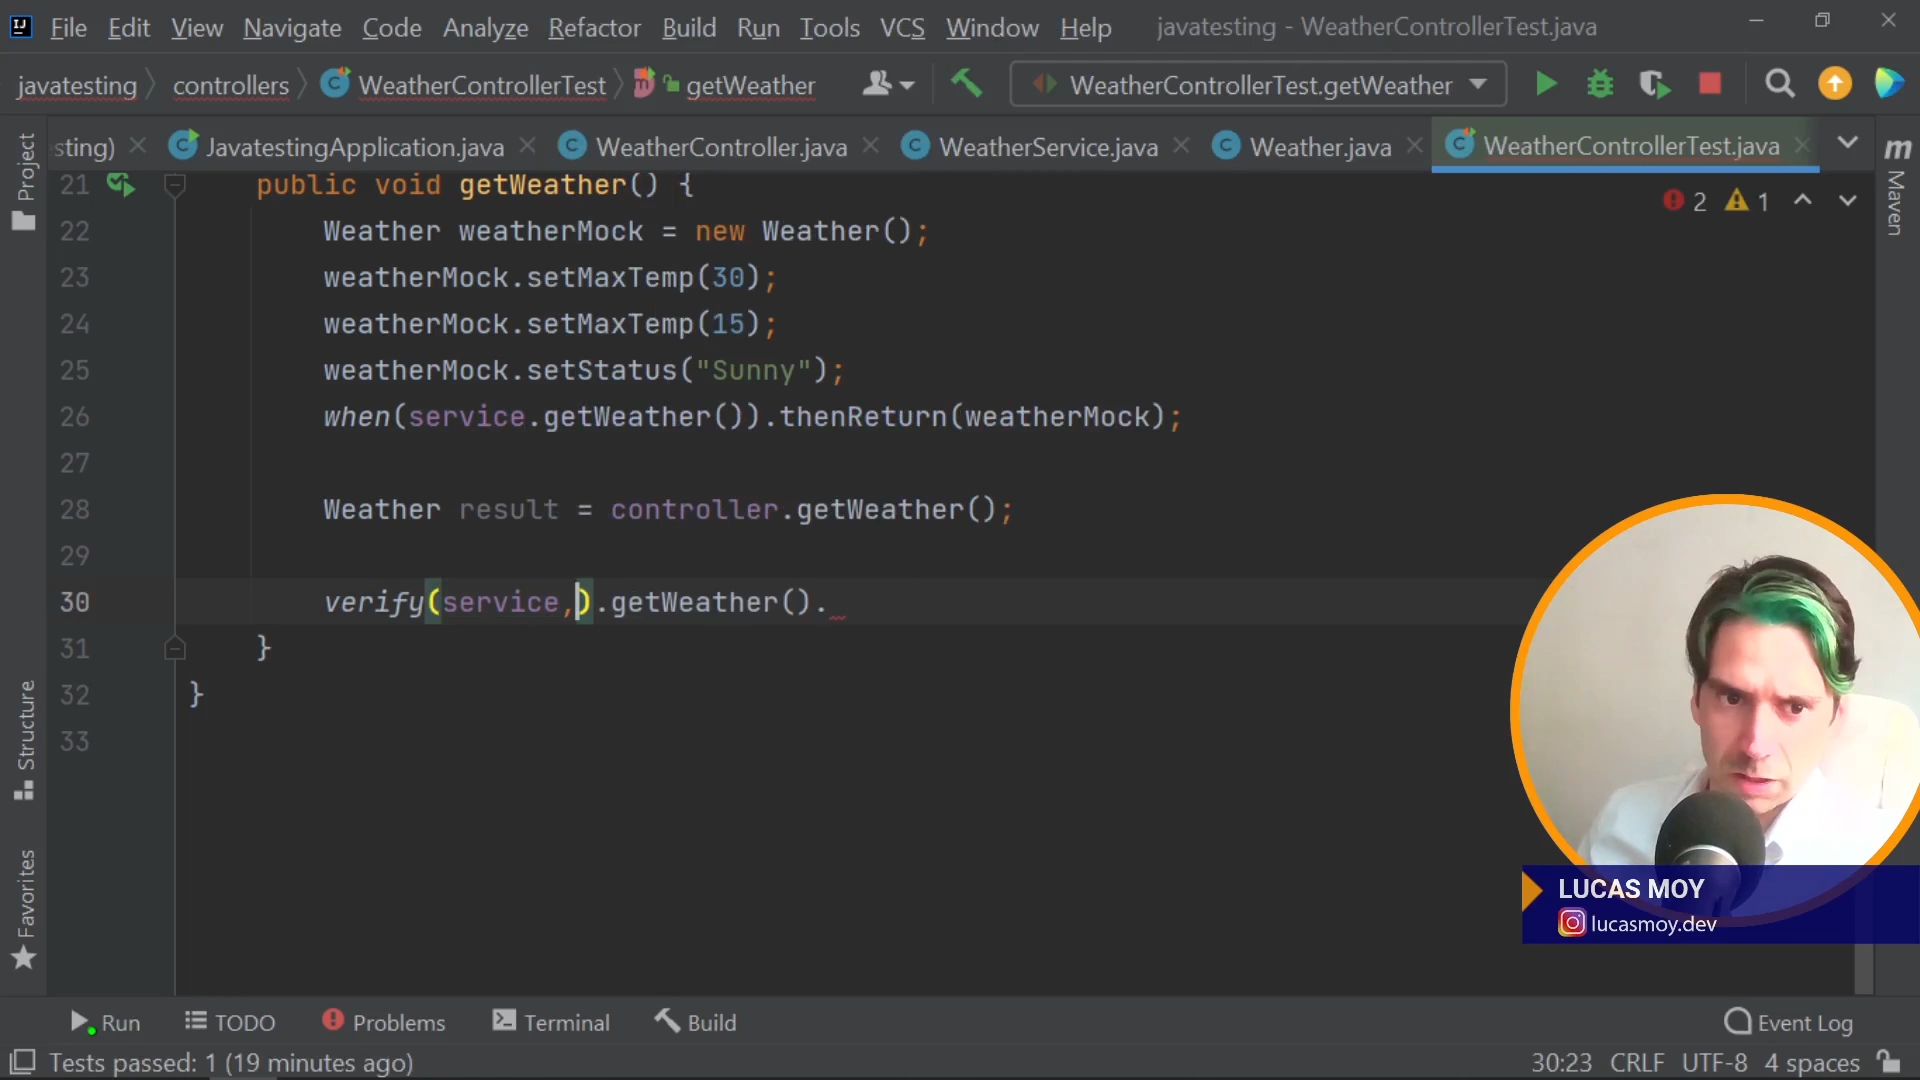 File Edit View Navigate Code Analyze Refactor Build Run Tools VCS Window Help javatesting - WeatherControllerTest.java
javatesting controllers WeatherControllerTest getWeather WeatherControllerTest.getWeather
sting) JavatestingApplication.java WeatherController.java WeatherService.java Weather.java WeatherControllerTest.java
Project
Structure
Favorites
Maven
2 1
21 public void getWeather() {
22 Weather weatherMock = new Weather();
23 weatherMock.setMaxTemp(30);
24 weatherMock.setMaxTemp(15);
25 weatherMock.setStatus("Sunny");
26 when(service.getWeather()).thenReturn(weatherMock);
27
28 Weather result = controller.getWeather();
29
30 verify(service,).getWeather().
31 }
32 }
33
LUCAS MOY
lucasmoy.dev
Run TODO Problems Terminal Build Event Log
Tests passed: 1 (19 minutes ago) 30:23 CRLF UTF-8 4 spaces